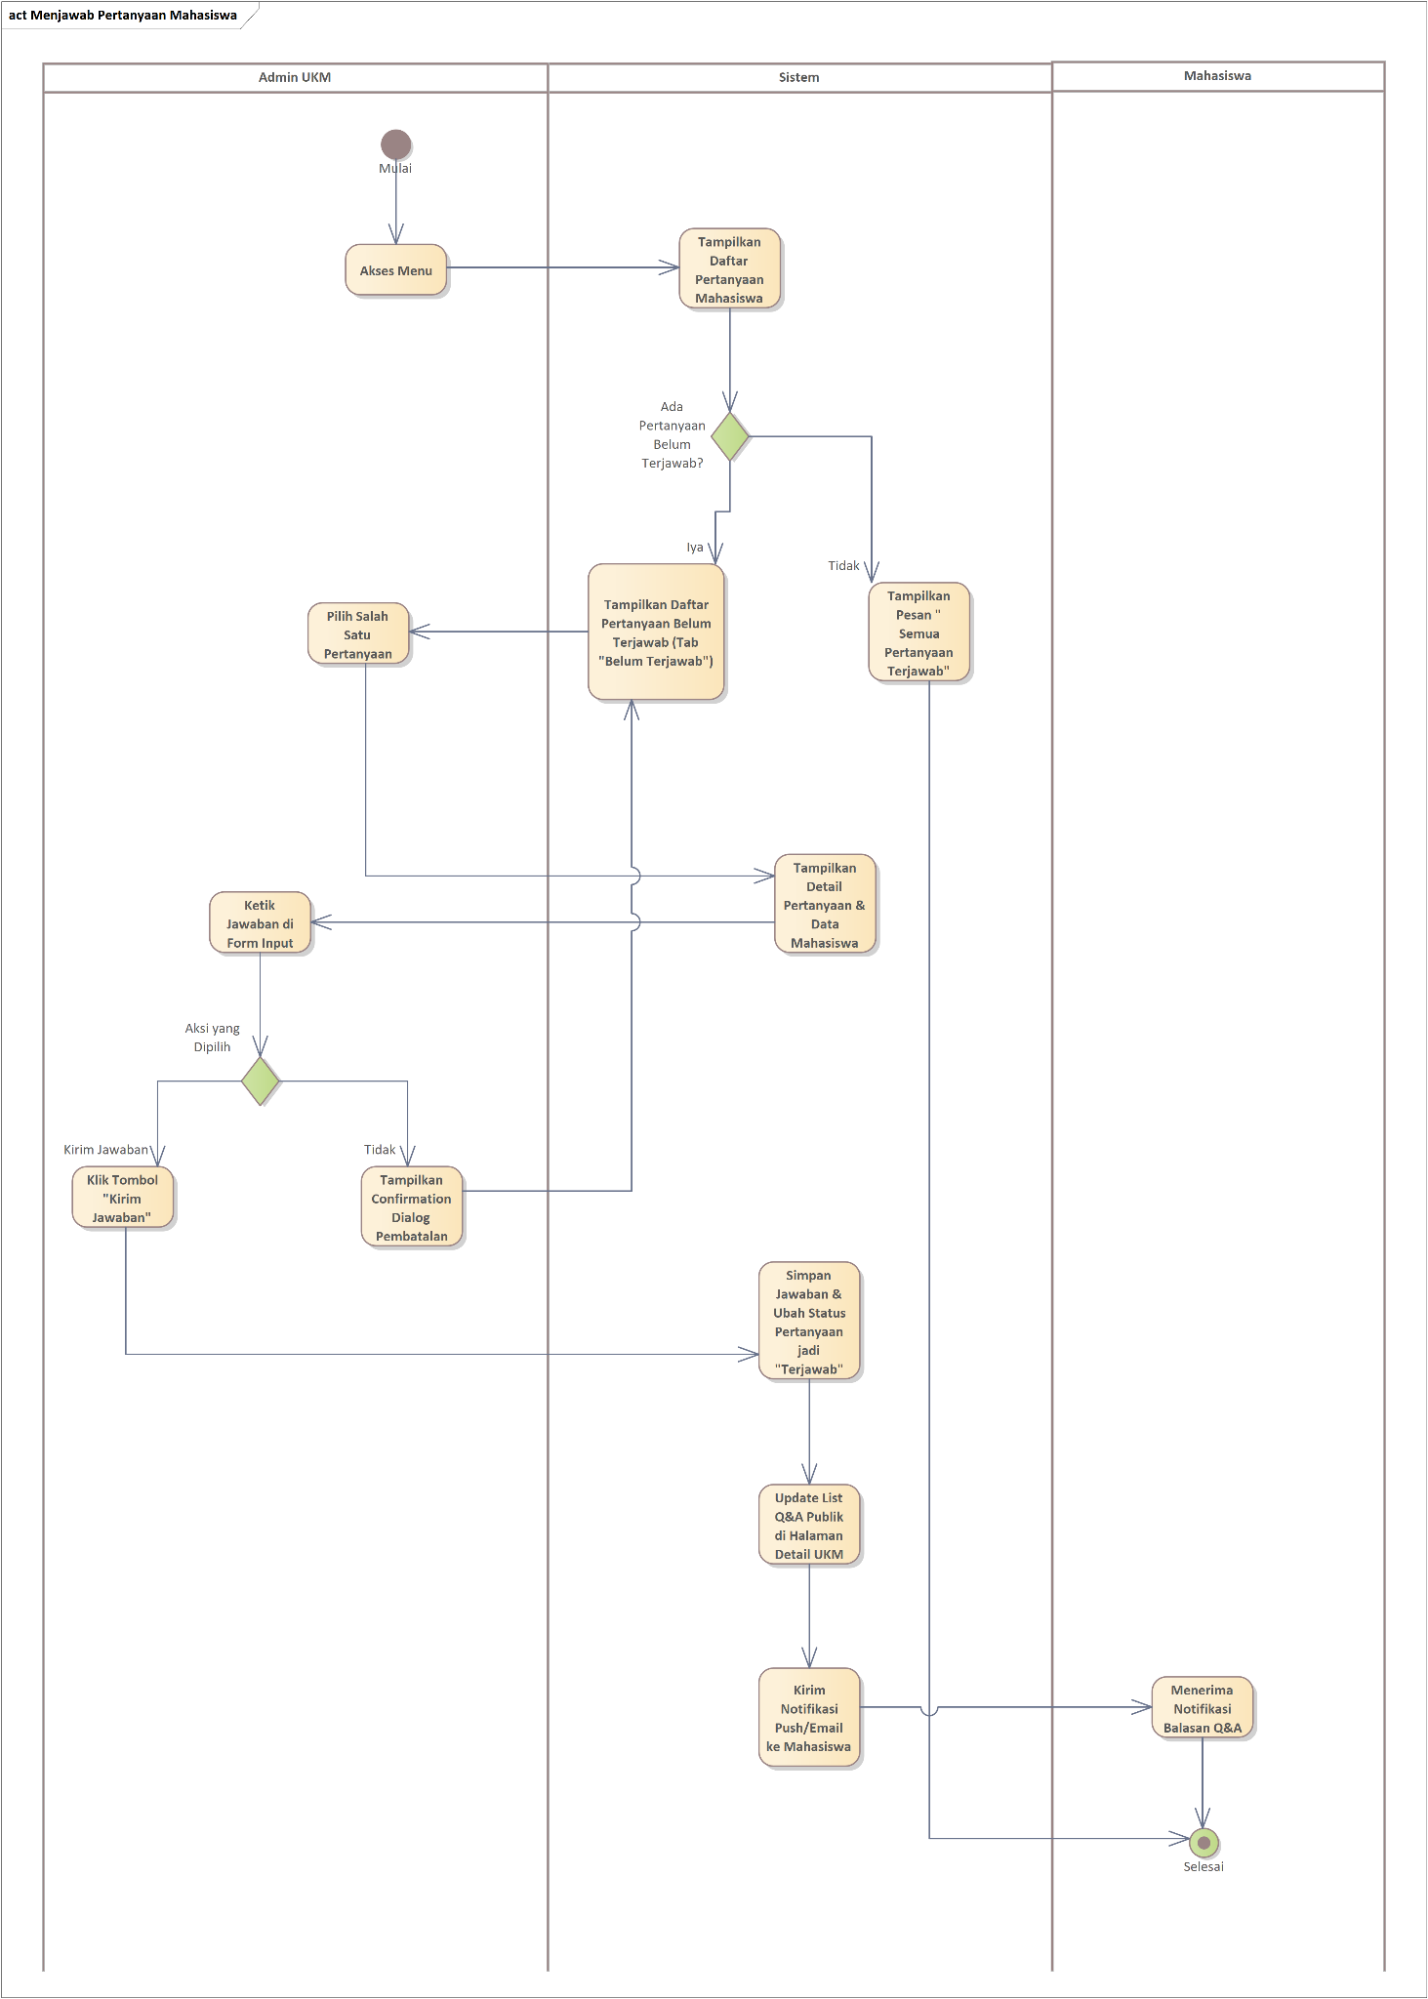 act Menjawab Pertanyaan Mahasiswa
Admin UKM
Sistem
Mahasiswa
Mulai
Akses Menu
Tampilkan
Daftar
Pertanyaan
Mahasiswa
Ada
Pertanyaan
Belum
Terjawab?
Iya
Tidak
Pilih Salah
Satu
Pertanyaan
Tampilkan Daftar
Pertanyaan Belum
Terjawab (Tab
"Belum Terjawab")
Tampilkan
Pesan "
Semua
Pertanyaan
Terjawab"
Tampilkan
Detail
Pertanyaan &
Data
Mahasiswa
Ketik
Jawaban di
Form Input
Aksi yang
Dipilih
Kirim Jawaban
Tidak
Klik Tombol
"Kirim
Jawaban"
Tampilkan
Confirmation
Dialog
Pembatalan
Simpan
Jawaban &
Ubah Status
Pertanyaan
jadi
"Terjawab"
Update List
Q&A Publik
di Halaman
Detail UKM
Kirim
Notifikasi
Push/Email
ke Mahasiswa
Menerima
Notifikasi
Balasan Q&A
Selesai